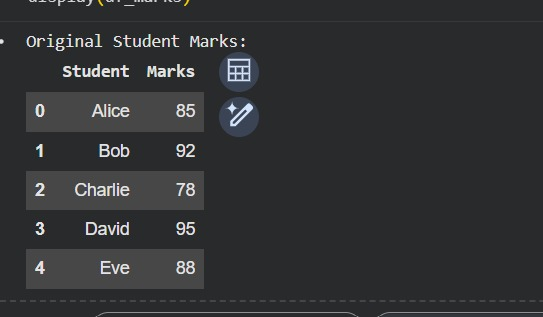 Original Student Marks:
Student Marks
0 Alice 85
1 Bob 92
2 Charlie 78
3 David 95
4 Eve 88